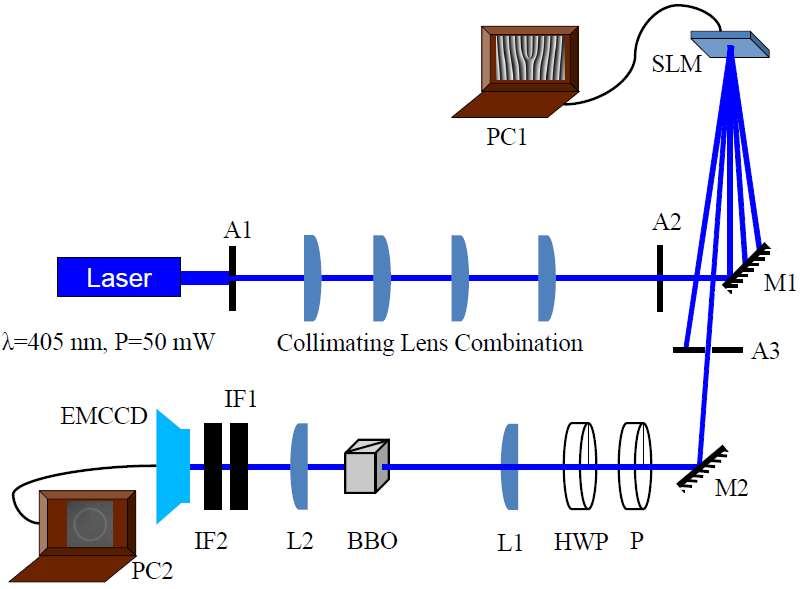 SLM
PC1
A1
A2
Laser
M1
λ=405 nm, P=50 mW
Collimating Lens Combination
A3
IF1
EMCCD
M2
IF2
L2
BBO
L1
HWP
P
PC2